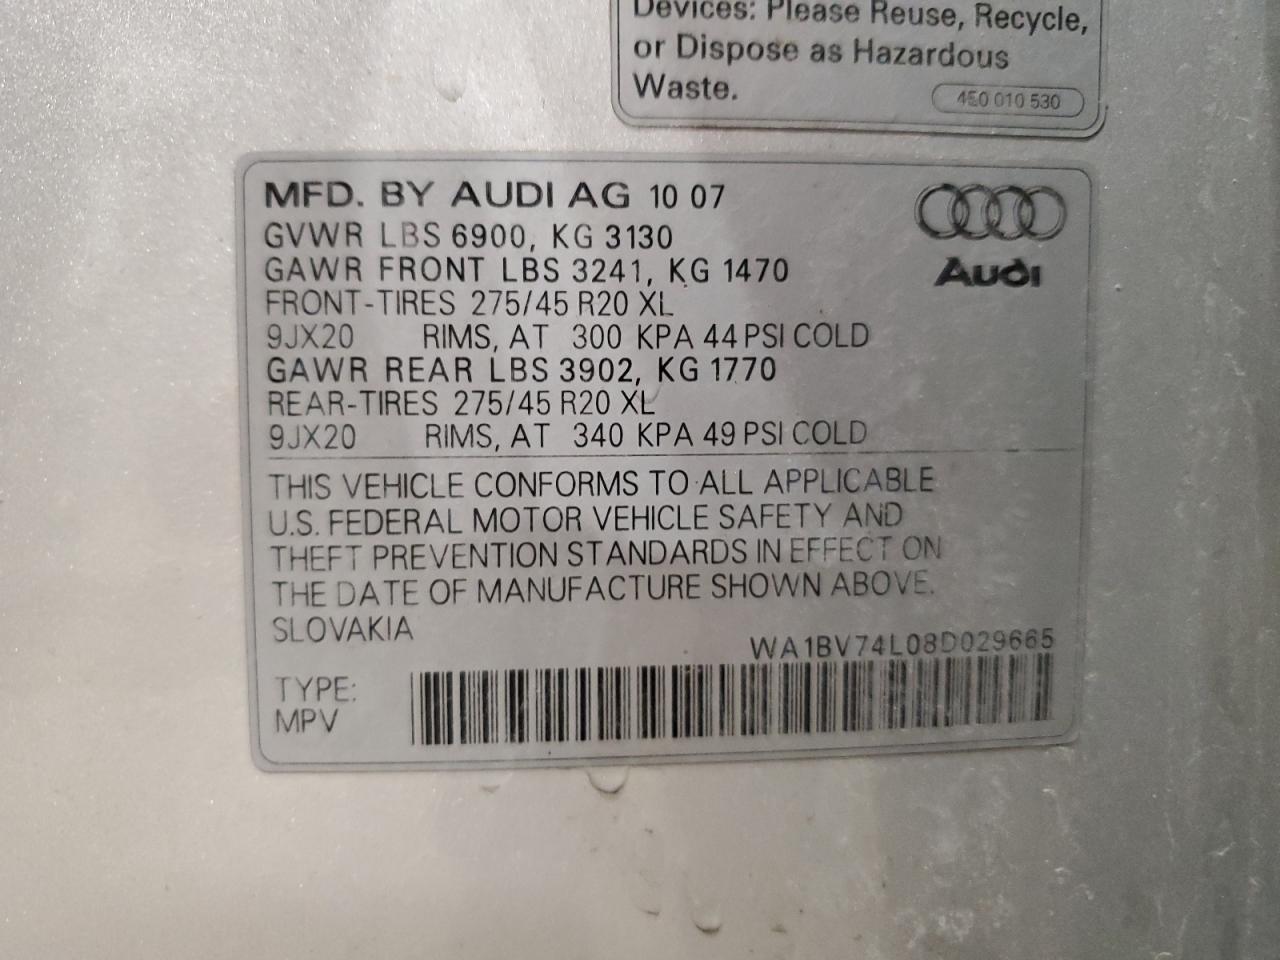 Devices: Please Reuse, Recycle,
or Dispose as Hazardous
Waste.
4E0 010 530
MFD. BY AUDI AG 10 07
GVWR LBS 6900, KG 3130
GAWR FRONT LBS 3241, KG 1470
FRONT-TIRES 275/45 R20 XL
9JX20 RIMS, AT 300 KPA 44 PSI COLD
GAWR REAR LBS 3902, KG 1770
REAR-TIRES 275/45 R20 XL
9JX20 RIMS, AT 340 KPA 49 PSI COLD
Audi
THIS VEHICLE CONFORMS TO ALL APPLICABLE
U.S. FEDERAL MOTOR VEHICLE SAFETY AND
THEFT PREVENTION STANDARDS IN EFFECT ON
THE DATE OF MANUFACTURE SHOWN ABOVE.
SLOVAKIA
WA1BV74L08D029665
TYPE:
MPV